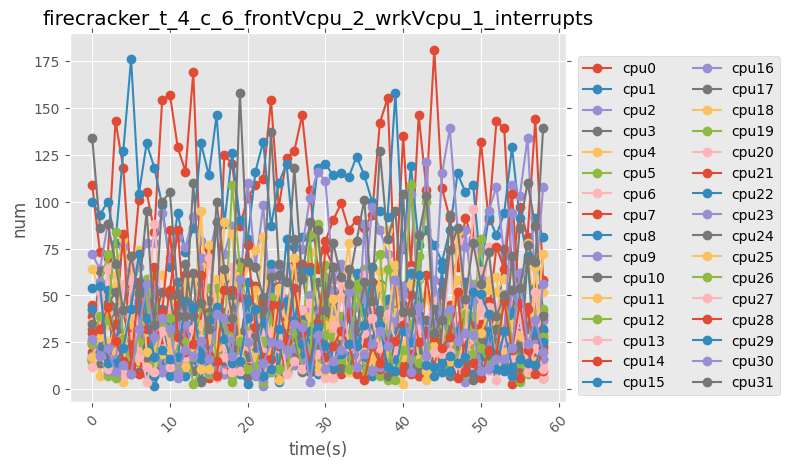 firecracker_t_4_c_6_frontVcpu_2_wrkVcpu_1_interrupts
175
150
125
100
75
50
25
0
num
0
10
20
30
40
50
60
time(s)
cpu0
cpu1
cpu2
cpu3
cpu4
cpu5
cpu6
cpu7
cpu8
cpu9
cpu10
cpu11
cpu12
cpu13
cpu14
cpu15
cpu16
cpu17
cpu18
cpu19
cpu20
cpu21
cpu22
cpu23
cpu24
cpu25
cpu26
cpu27
cpu28
cpu29
cpu30
cpu31